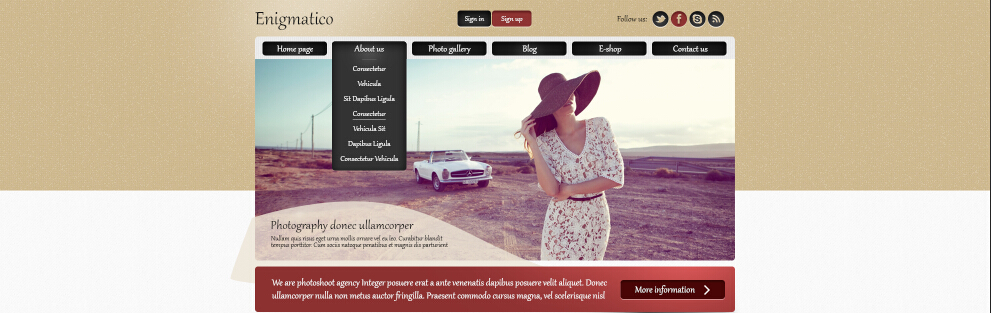 Enigmatico
Sign in
Sign up
Follow us:
Home page
About us
Photo gallery
Blog
E-shop
Contact us
Consectetur
Vehicula
Sit Dapibus Ligula
Consectetur
Vehicula Sit
Dapibus Ligula
Consectetur Vehicula
Photography donec ullamcorper
Nullam quis risus eget urna mollis ornare vel eu leo. Curabitur blandit
tempus porttitor. Cum sociis natoque penatibus et magnis dis parturient
We are photoshoot agency Integer posuere erat a ante venenatis dapibus posuere velit aliquet. Donec
ullamcorper nulla non metus auctor fringilla. Praesent commodo cursus magna, vel scelerisque nisl
More information